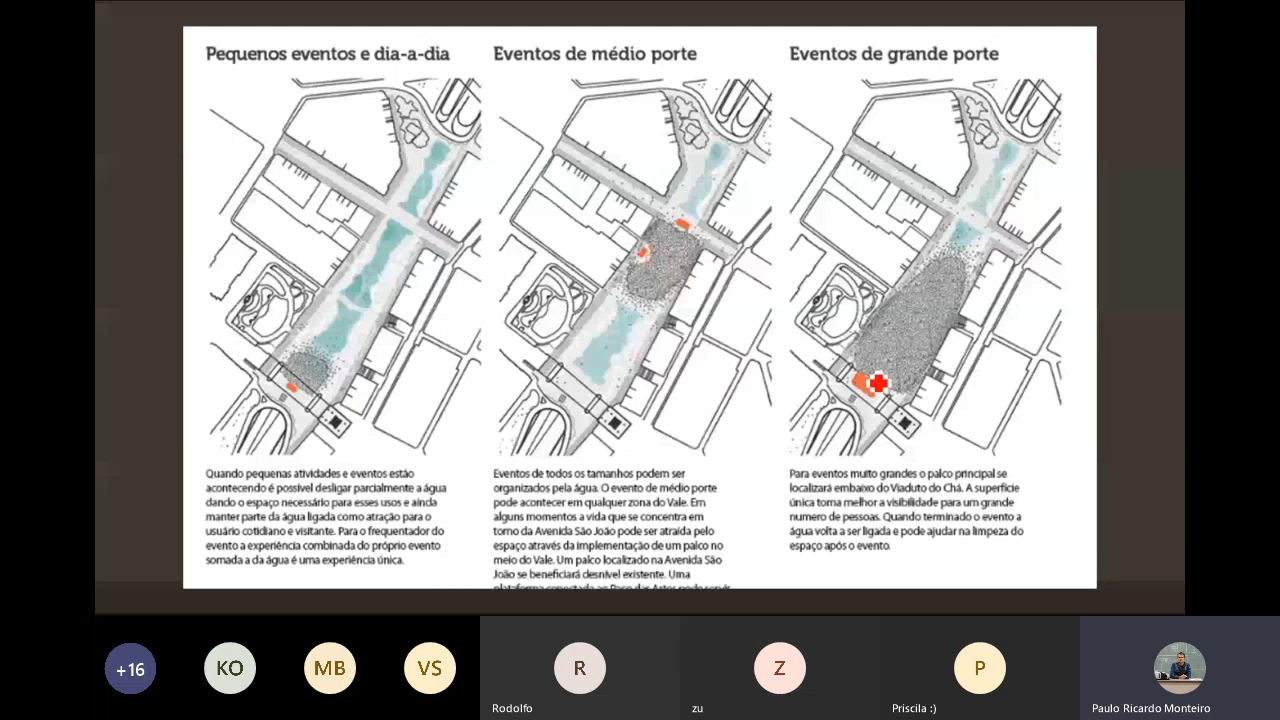 Pequenos eventos e dia-a-dia
Quando pequenas atividades e eventos estão
acontecendo é possível desligar parcialmente a água
dando o espaço necessário para esses usos e ainda
manter parte da água ligada como atração para o
usuário cotidiano e visitante. Para o frequentador do
evento a experiência combinada do próprio evento
somada a da água é uma experiência única.
Eventos de médio porte
Eventos de todos os tamanhos podem ser
organizados pela água. O evento de médio porte
pode acontecer em qualquer zona do Vale. Em
alguns momentos a vida que se concentra em
torno da Avenida São João pode ser atraída pelo
espaço através da implementação de um palco no
meio do Vale. Um palco localizado na Avenida São
João se beneficiará desnível existente. Uma
plataforma conectada ao Paço das Artes pode servir
Eventos de grande porte
Para eventos muito grandes o palco principal se
localizará embaixo do Viaduto do Chá. A superfície
única torna melhor a visibilidade para um grande
numero de pessoas. Quando terminado o evento a
água volta a ser ligada e pode ajudar na limpeza do
espaço após o evento.
+16
KO
MB
VS
R
Rodolfo
Z
zu
P
Priscila :)
Paulo Ricardo Monteiro